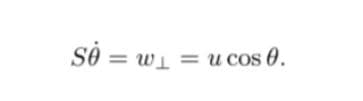 Sθ̇ = w⊥ = u cos θ.